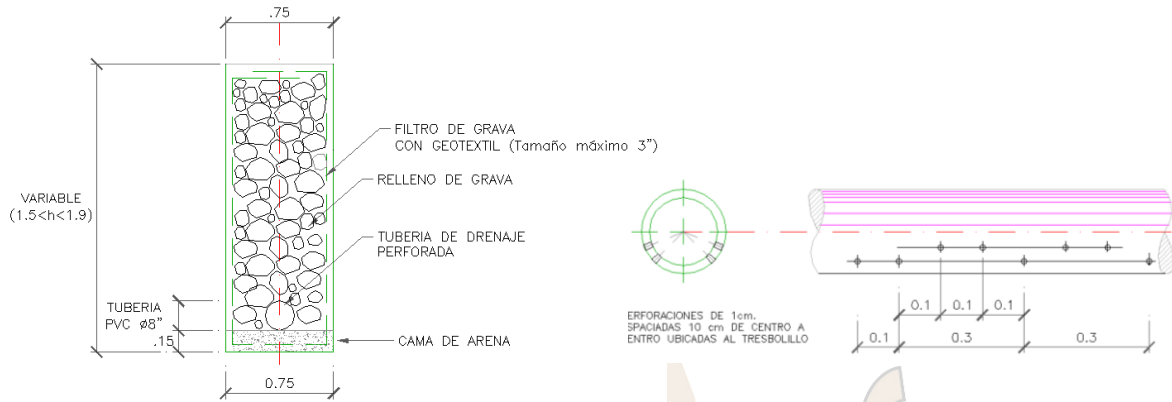 .75
FILTRO DE GRAVA
CON GEOTEXTIL (Tamaño máximo 3")
RELLENO DE GRAVA
VARIABLE
(1.5<h<1.9)
TUBERIA DE DRENAJE
PERFORADA
TUBERIA
PVC ø8"
.15
CAMA DE ARENA
0.75
ERFORACIONES DE 1cm.
SPACIADAS 10 cm DE CENTRO A
ENTRO UBICADAS AL TRESBOLILLO
0.1 0.1 0.1
0.1 0.3 0.3